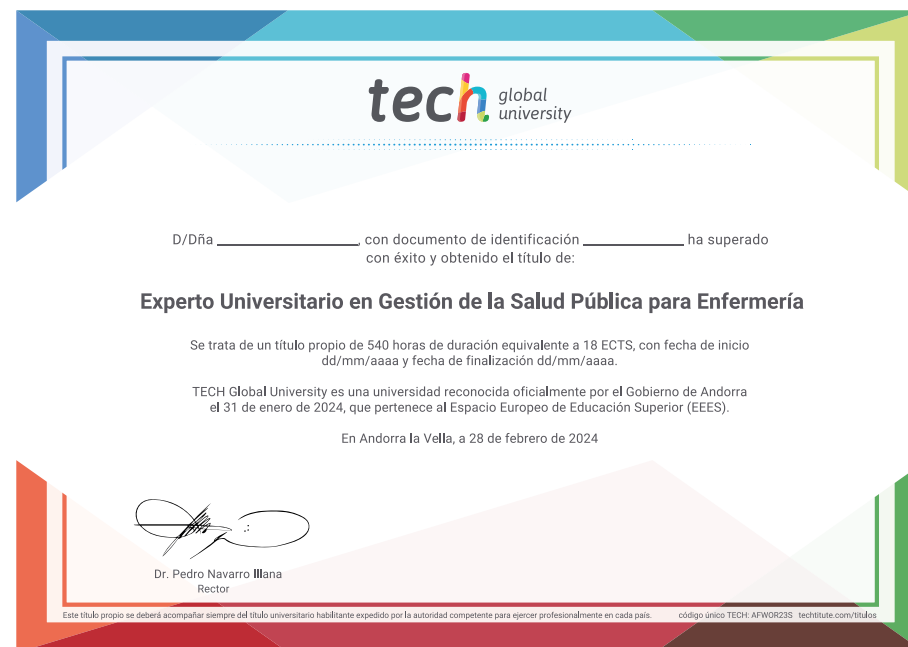 tech global university
D/Dña , con documento de identificación ha superado
con éxito y obtenido el título de:
Experto Universitario en Gestión de la Salud Pública para Enfermería
Se trata de un título propio de 540 horas de duración equivalente a 18 ECTS, con fecha de inicio
dd/mm/aaaa y fecha de finalización dd/mm/aaaa.
TECH Global University es una universidad reconocida oficialmente por el Gobierno de Andorra
el 31 de enero de 2024, que pertenece al Espacio Europeo de Educación Superior (EEES).
En Andorra la Vella, a 28 de febrero de 2024
Dr. Pedro Navarro Illana
Rector
Este título propio se deberá acompañar siempre del título universitario habilitante expedido por la autoridad competente para ejercer profesionalmente en cada país. código único TECH: AFWOR23S techtitute.com/titulos